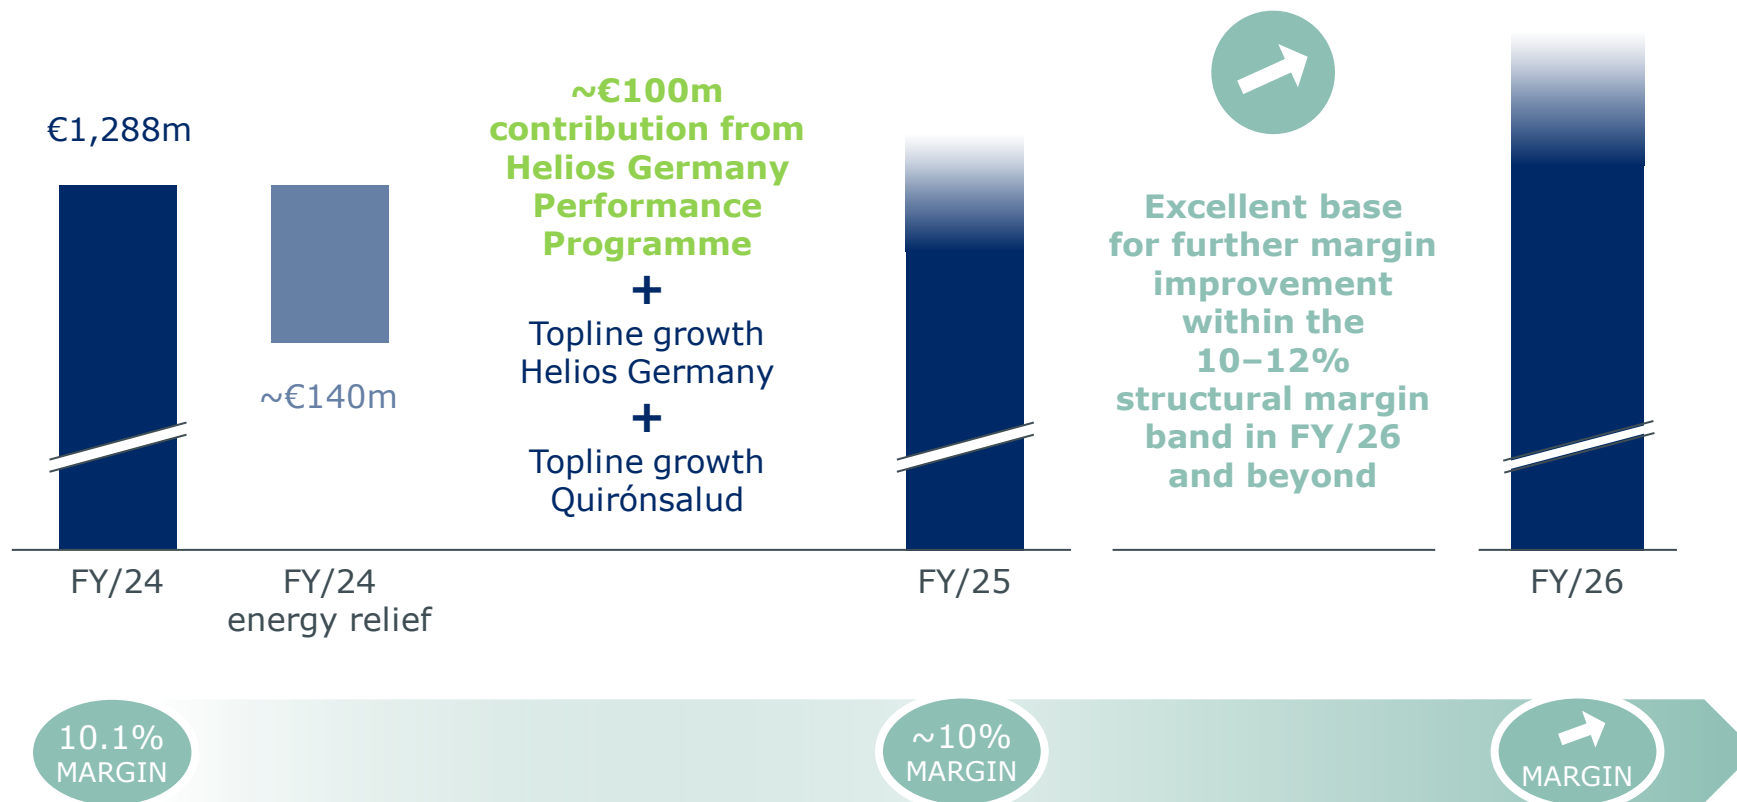 €1,288m
~€140m
~€100m
contribution from
Helios Germany
Performance
Programme
+
Topline growth
Helios Germany
+
Topline growth
Quirónsalud
Excellent base
for further margin
improvement
within the
10–12%
structural margin
band in FY/26
and beyond
FY/24
FY/24
energy relief
FY/25
FY/26
10.1%
MARGIN
~10%
MARGIN
MARGIN